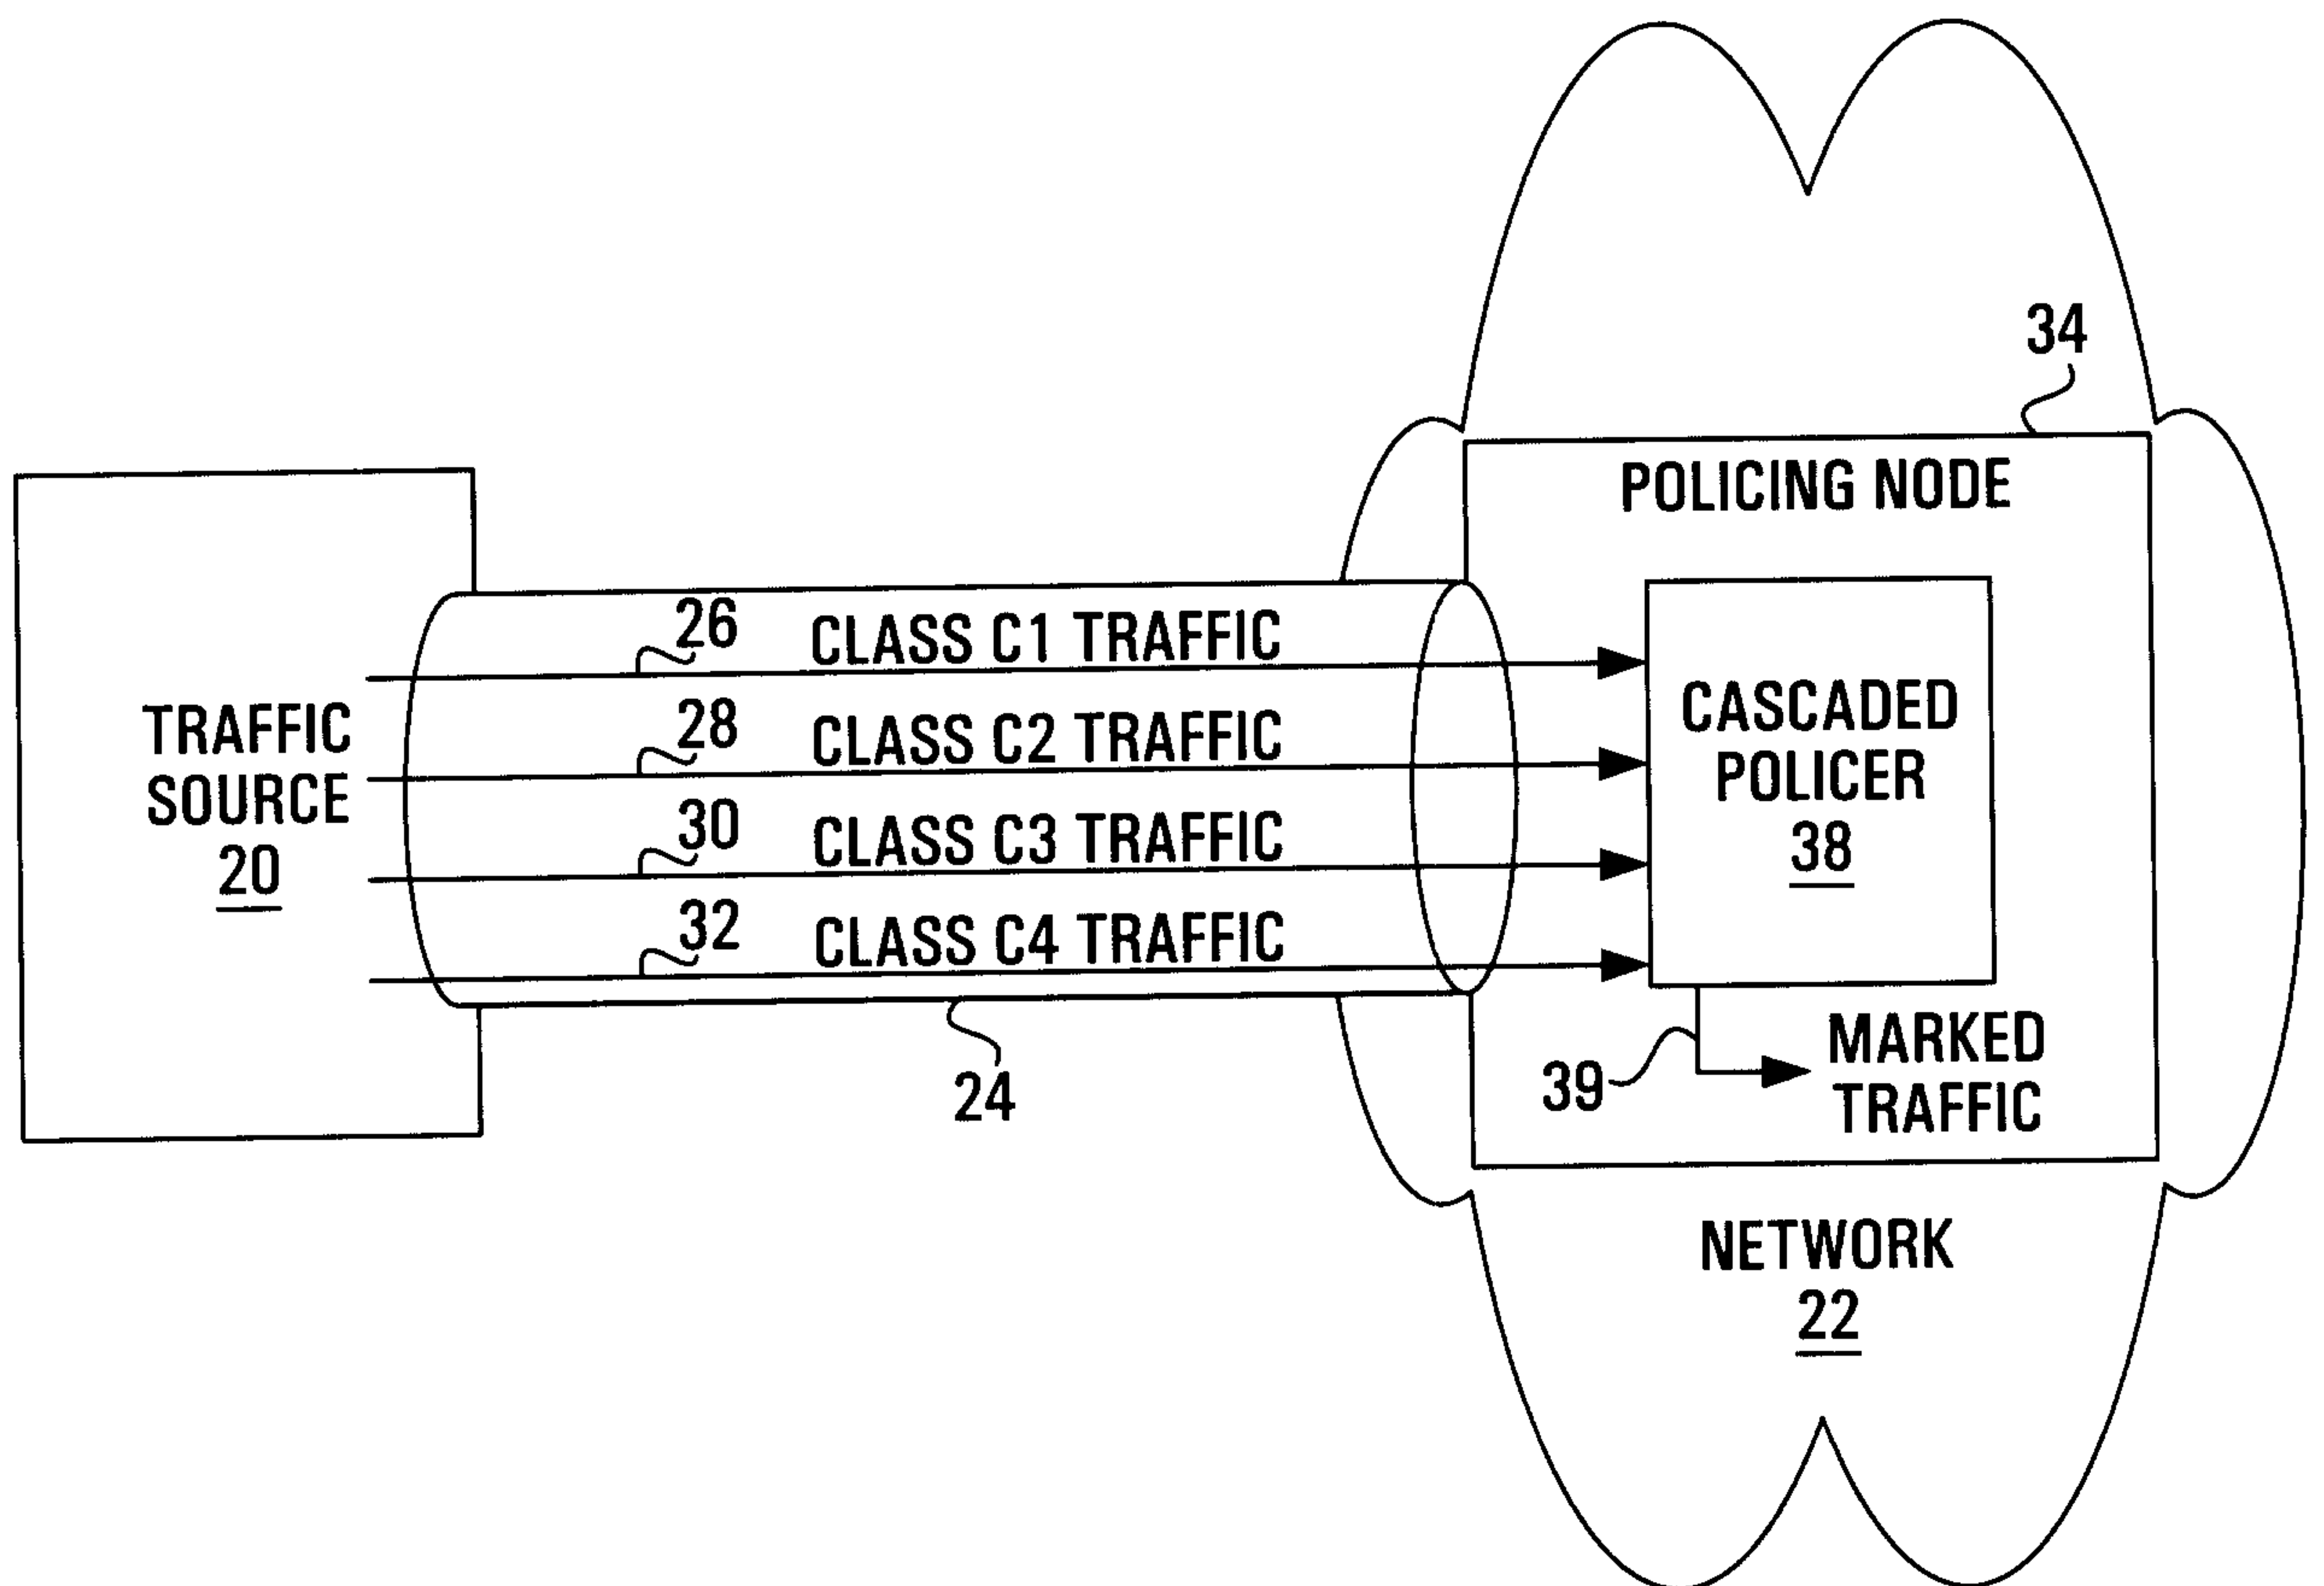 34
POLICING NODE
26
CLASS C1 TRAFFIC
28
CLASS C2 TRAFFIC
30
CLASS C3 TRAFFIC
32
CLASS C4 TRAFFIC
TRAFFIC
SOURCE
20
CASCADED
POLICER
38
24
39
MARKED
TRAFFIC
NETWORK
22